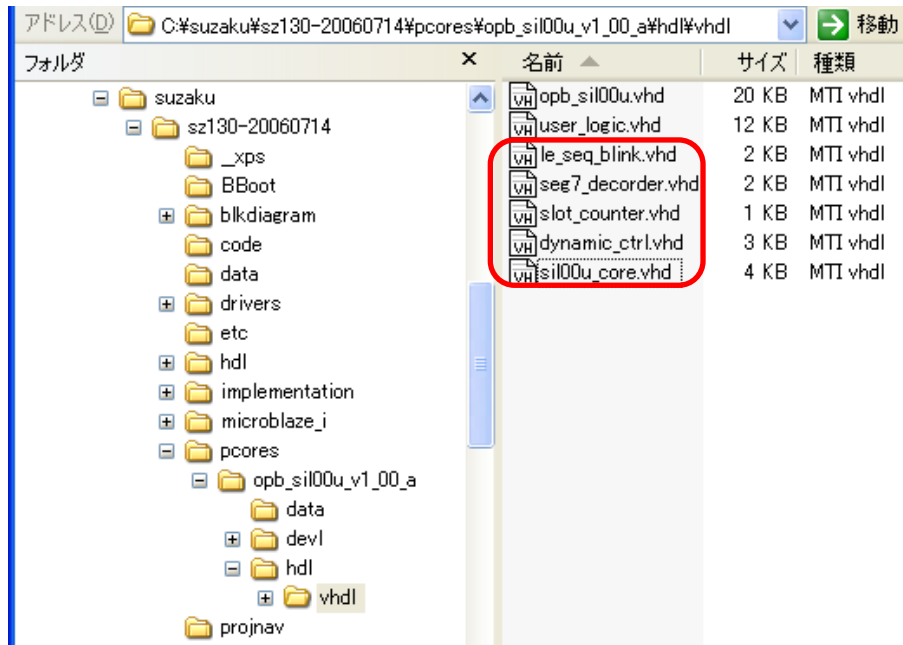 アドレス(D) C:¥suzaku¥sz130-20060714¥pcores¥opb_sil00u_v1_00_a¥hdl¥vhdl 移動
フォルダ × 名前 サイズ 種類
suzaku
sz130-20060714
_xps
BBoot
blkdiagram
code
data
drivers
etc
hdl
implementation
microblaze_i
pcores
opb_sil00u_v1_00_a
data
devl
hdl
vhdl
projnav
opb_sil00u.vhd 20 KB MTI vhdl
user_logic.vhd 12 KB MTI vhdl
le_seq_blink.vhd 2 KB MTI vhdl
seg7_decorder.vhd 2 KB MTI vhdl
slot_counter.vhd 1 KB MTI vhdl
dynamic_ctrl.vhd 3 KB MTI vhdl
sil00u_core.vhd 4 KB MTI vhdl